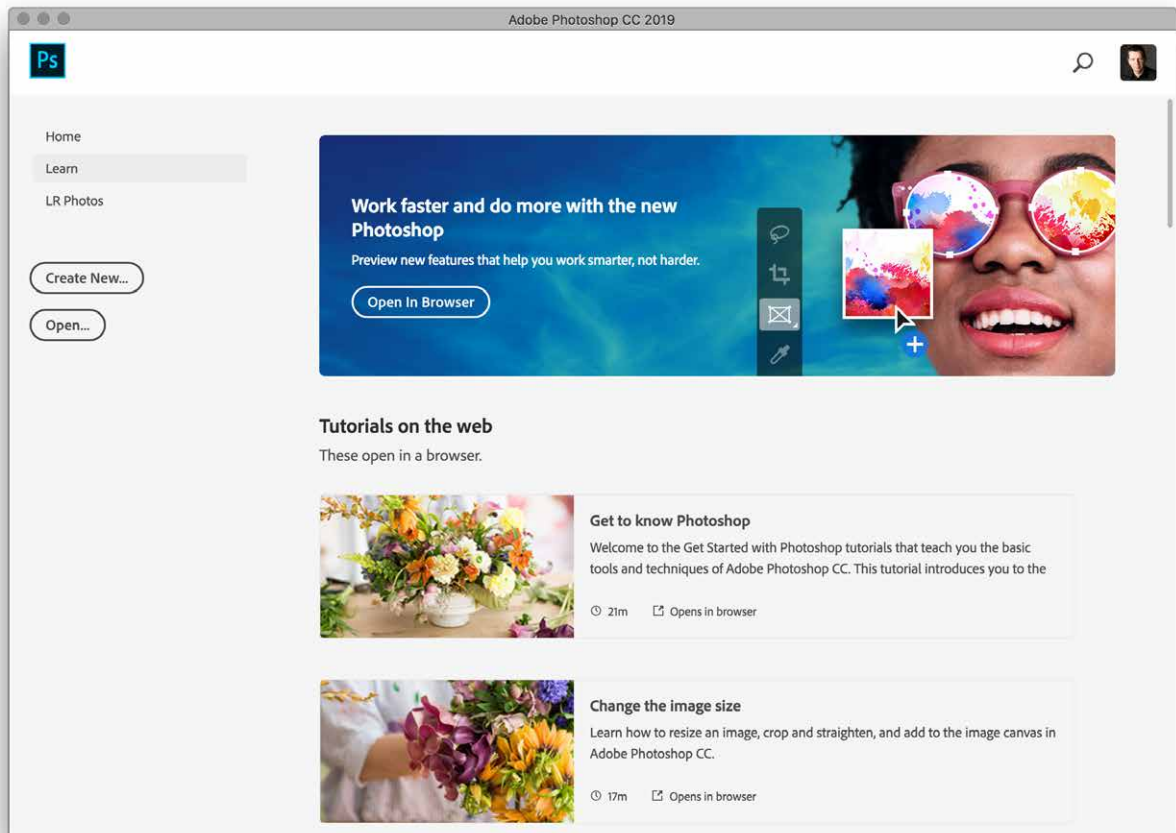 Adobe Photoshop CC 2019
Ps
Home
Learn
LR Photos
Create New...
Open...
Work faster and do more with the new
Photoshop
Preview new features that help you work smarter, not harder.
Open In Browser
Tutorials on the web
These open in a browser.
Get to know Photoshop
Welcome to the Get Started with Photoshop tutorials that teach you the basic
tools and techniques of Adobe Photoshop CC. This tutorial introduces you to the
21m Opens in browser
Change the image size
Learn how to resize an image, crop and straighten, and add to the image canvas in
Adobe Photoshop CC.
17m Opens in browser